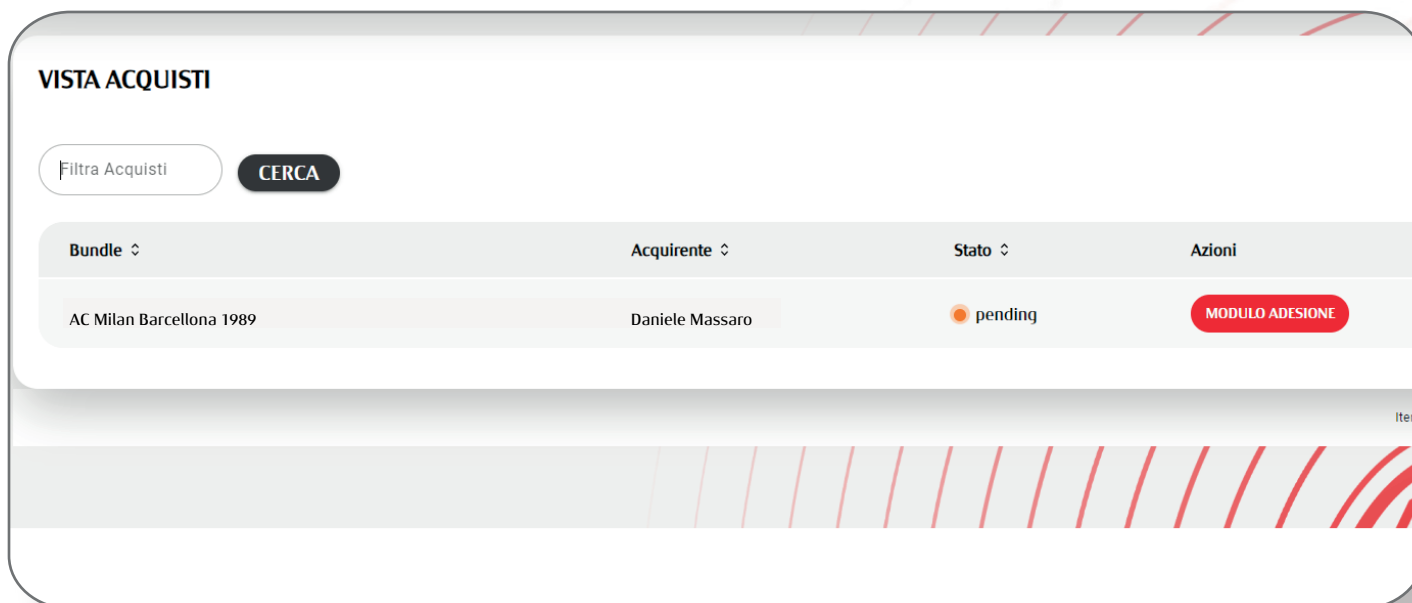 VISTA ACQUISTI
Filtra Acquisti CERCA
Bundle Acquirente Stato Azioni
AC Milan Barcellona 1989 Daniele Massaro pending MODULO ADESIONE